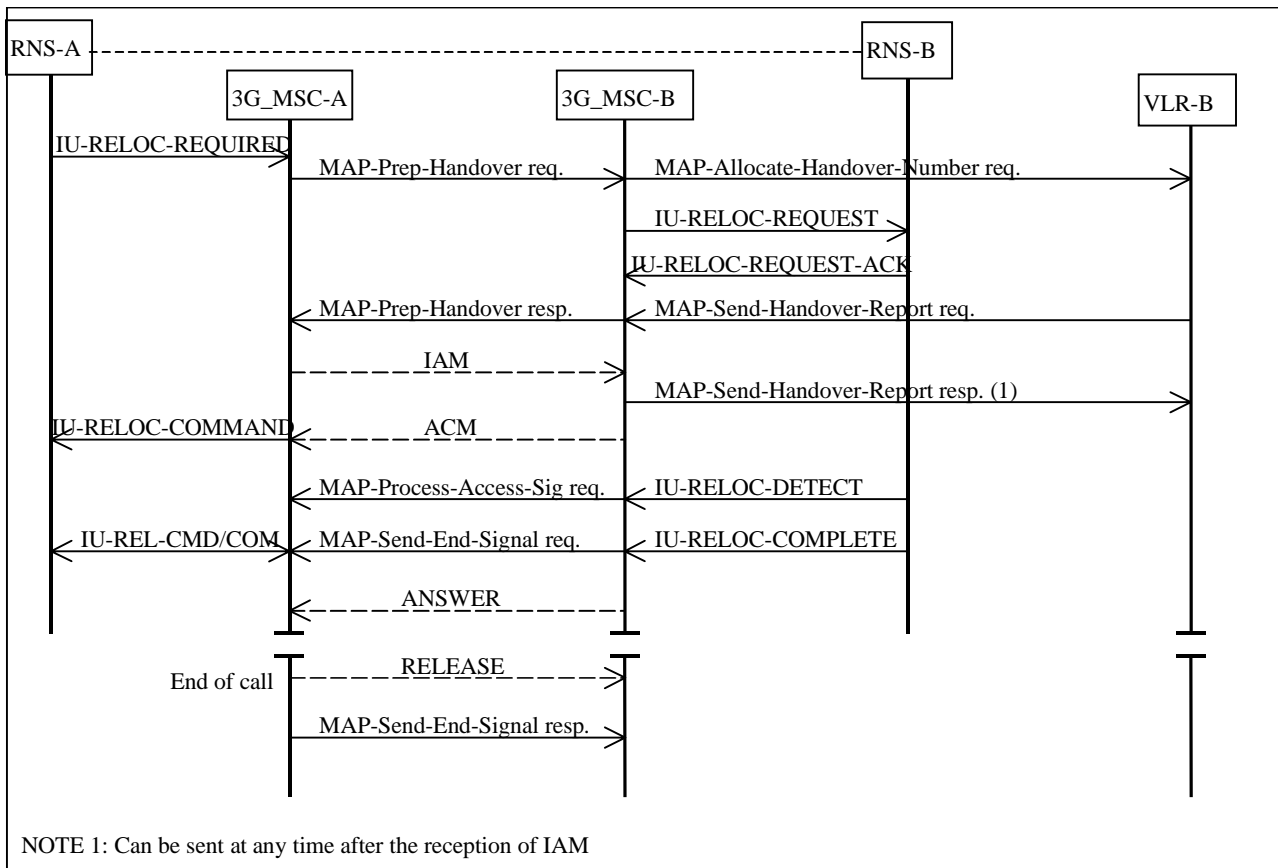 RNS-A
RNS-B
3G_MSC-A
3G_MSC-B
VLR-B
IU-RELOC-REQUIRED
MAP-Prep-Handover req.
MAP-Allocate-Handover-Number req.
IU-RELOC-REQUEST
IU-RELOC-REQUEST-ACK
MAP-Prep-Handover resp.
MAP-Send-Handover-Report req.
IAM
MAP-Send-Handover-Report resp. (1)
IU-RELOC-COMMAND
ACM
MAP-Process-Access-Sig req.
IU-RELOC-DETECT
IU-REL-CMD/COM
MAP-Send-End-Signal req.
IU-RELOC-COMPLETE
ANSWER
RELEASE
End of call
MAP-Send-End-Signal resp.
NOTE 1: Can be sent at any time after the reception of IAM